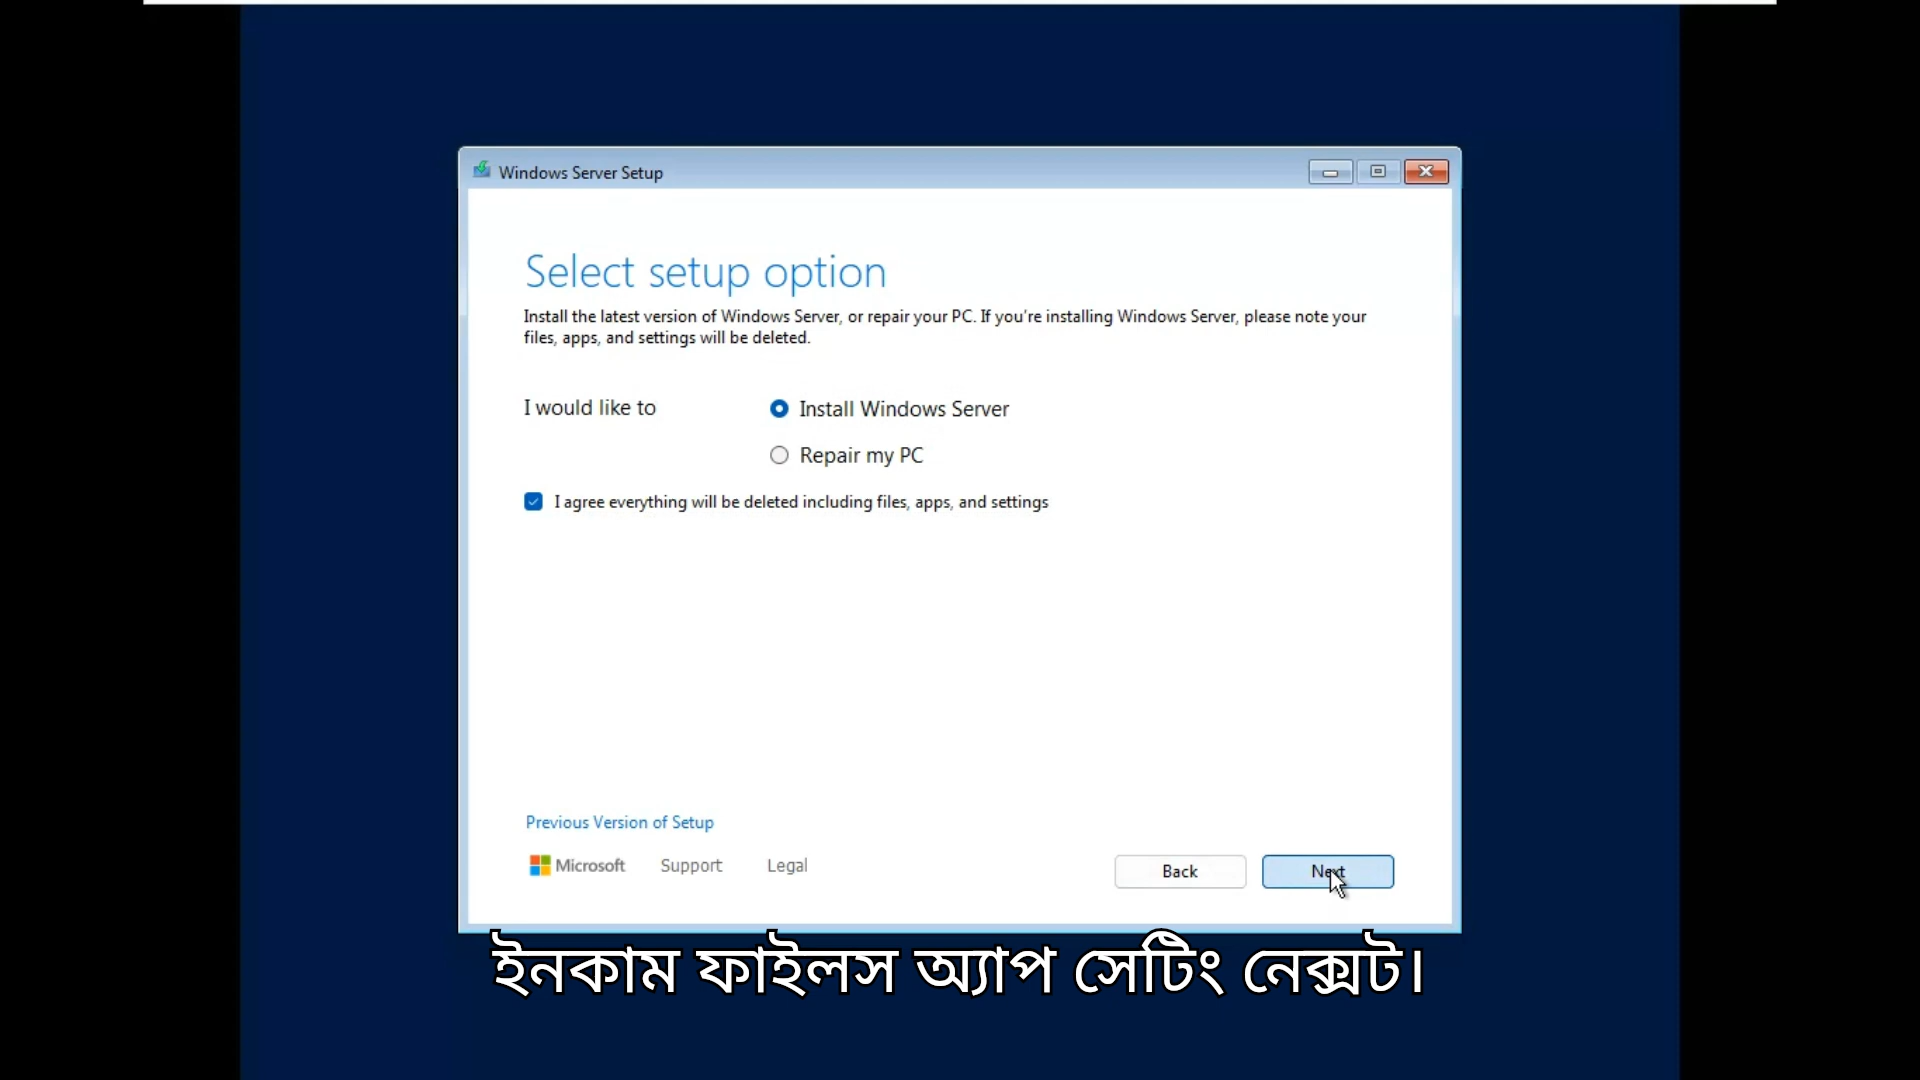 Windows Server Setup
Select setup option
Install the latest version of Windows Server, or repair your PC. If you're installing Windows Server, please note your
files, apps, and settings will be deleted.
I would like to
Install Windows Server
Repair my PC
I agree everything will be deleted including files, apps, and settings
Previous Version of Setup
Microsoft Support Legal
Back Next
ইনকাম ফাইলস অ্যাপ সেটিং নেক্সট।